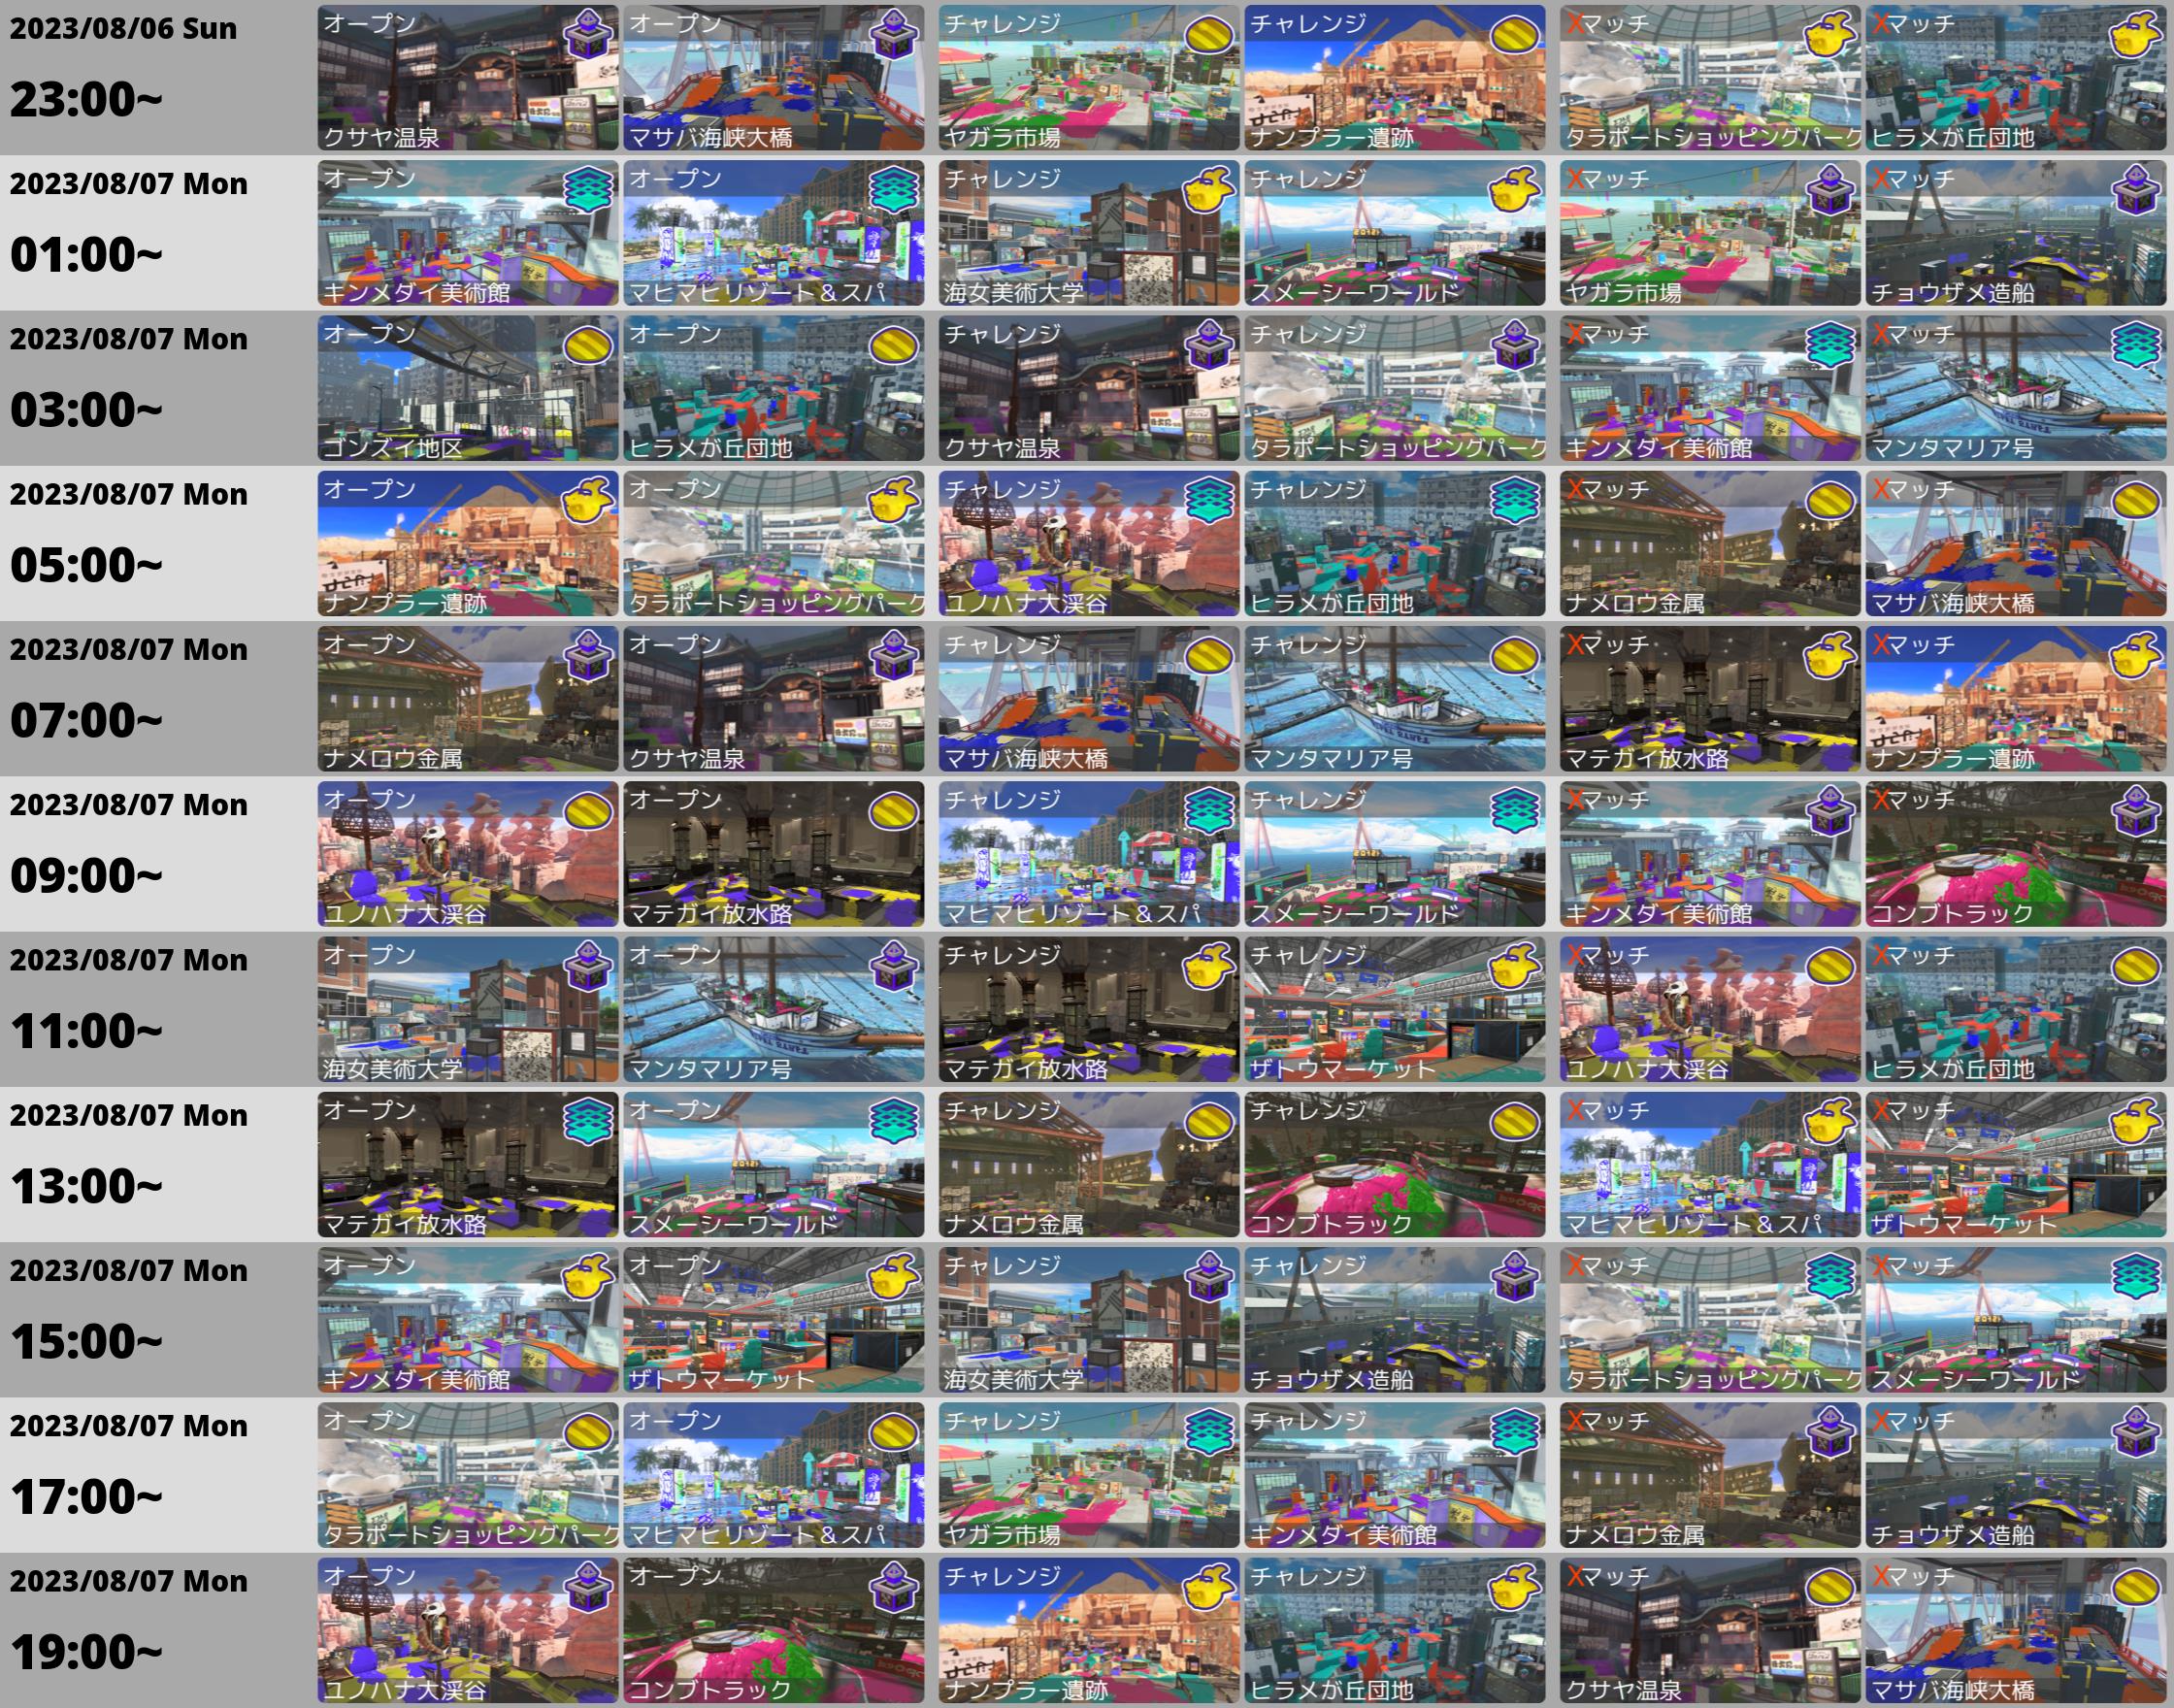 2023/08/06 Sun
23:00~
オープン オープン チャレンジ チャレンジ Xマッチ Xマッチ
クサヤ温泉 マサバ海峡大橋 ヤガラ市場 ナンプラー遺跡 タラポートショッピングパーク ヒラメが丘団地
2023/08/07 Mon
01:00~
オープン オープン チャレンジ チャレンジ Xマッチ Xマッチ
キンメダイ美術館 マヒマヒリゾート&スパ 海女美術大学 スメーシーワールド ヤガラ市場 チョウザメ造船
2023/08/07 Mon
03:00~
オープン オープン チャレンジ チャレンジ Xマッチ Xマッチ
ゴンズイ地区 ヒラメが丘団地 クサヤ温泉 タラポートショッピングパーク キンメダイ美術館 マンタマリア号
2023/08/07 Mon
05:00~
オープン オープン チャレンジ チャレンジ Xマッチ Xマッチ
ナンプラー遺跡 タラポートショッピングパーク ユノハナ大渓谷 ヒラメが丘団地 ナメロウ金属 マサバ海峡大橋
2023/08/07 Mon
07:00~
オープン オープン チャレンジ チャレンジ Xマッチ Xマッチ
ナメロウ金属 クサヤ温泉 マサバ海峡大橋 マンタマリア号 マテガイ放水路 ナンプラー遺跡
2023/08/07 Mon
09:00~
オープン オープン チャレンジ チャレンジ Xマッチ Xマッチ
ユノハナ大渓谷 マテガイ放水路 マヒマヒリゾート&スパ スメーシーワールド キンメダイ美術館 コンブトラック
2023/08/07 Mon
11:00~
オープン オープン チャレンジ チャレンジ Xマッチ Xマッチ
海女美術大学 マンタマリア号 マテガイ放水路 ザトウマーケット ユノハナ大渓谷 ヒラメが丘団地
2023/08/07 Mon
13:00~
オープン オープン チャレンジ チャレンジ Xマッチ Xマッチ
マテガイ放水路 スメーシーワールド ナメロウ金属 コンブトラック マヒマヒリゾート&スパ ザトウマーケット
2023/08/07 Mon
15:00~
オープン オープン チャレンジ チャレンジ Xマッチ Xマッチ
キンメダイ美術館 ザトウマーケット 海女美術大学 チョウザメ造船 タラポートショッピングパーク スメーシーワールド
2023/08/07 Mon
17:00~
オープン オープン チャレンジ チャレンジ Xマッチ Xマッチ
タラポートショッピングパーク マヒマヒリゾート&スパ ヤガラ市場 キンメダイ美術館 ナメロウ金属 チョウザメ造船
2023/08/07 Mon
19:00~
オープン オープン チャレンジ チャレンジ Xマッチ Xマッチ
ユノハナ大渓谷 コンブトラック ナンプラー遺跡 ヒラメが丘団地 クサヤ温泉 マサバ海峡大橋